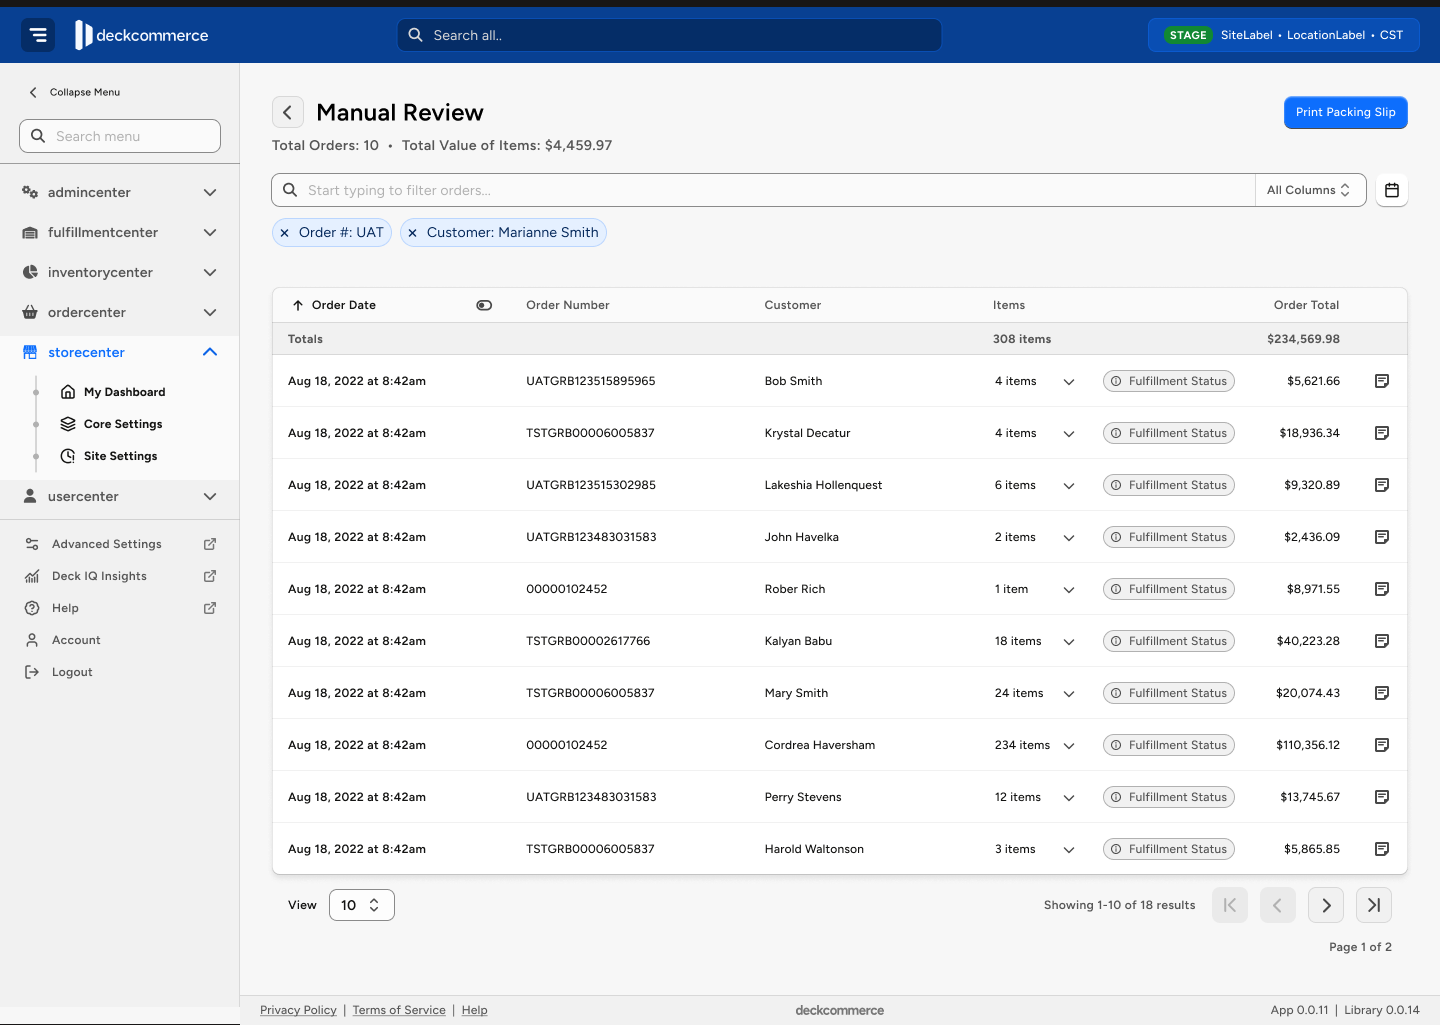 deckcommerce
Search all..
STAGE SiteLabel • LocationLabel • CST
Collapse Menu
Search menu
admincenter
fulfillmentcenter
inventorycenter
ordercenter
storecenter
My Dashboard
Core Settings
Site Settings
usercenter
Advanced Settings
Deck IQ Insights
Help
Account
Logout
Manual Review
Print Packing Slip
Total Orders: 10 • Total Value of Items: $4,459.97
Start typing to filter orders...
All Columns
Order #: UAT
Customer: Marianne Smith
Order Date Order Number Customer Items Order Total
Totals 308 items $234,569.98
Aug 18, 2022 at 8:42am UATGRB123515895965 Bob Smith 4 items Fulfillment Status $5,621.66
Aug 18, 2022 at 8:42am TSTGRB00006005837 Krystal Decatur 4 items Fulfillment Status $18,936.34
Aug 18, 2022 at 8:42am UATGRB123515302985 Lakeshia Hollenquest 6 items Fulfillment Status $9,320.89
Aug 18, 2022 at 8:42am UATGRB123483031583 John Havelka 2 items Fulfillment Status $2,436.09
Aug 18, 2022 at 8:42am 00000102452 Rober Rich 1 item Fulfillment Status $8,971.55
Aug 18, 2022 at 8:42am TSTGRB00002617766 Kalyan Babu 18 items Fulfillment Status $40,223.28
Aug 18, 2022 at 8:42am TSTGRB00006005837 Mary Smith 24 items Fulfillment Status $20,074.43
Aug 18, 2022 at 8:42am 00000102452 Cordrea Haversham 234 items Fulfillment Status $110,356.12
Aug 18, 2022 at 8:42am UATGRB123483031583 Perry Stevens 12 items Fulfillment Status $13,745.67
Aug 18, 2022 at 8:42am TSTGRB00006005837 Harold Waltonson 3 items Fulfillment Status $5,865.85
View 10
Showing 1-10 of 18 results
Page 1 of 2
Privacy Policy | Terms of Service | Help
deckcommerce
App 0.0.11 | Library 0.0.14